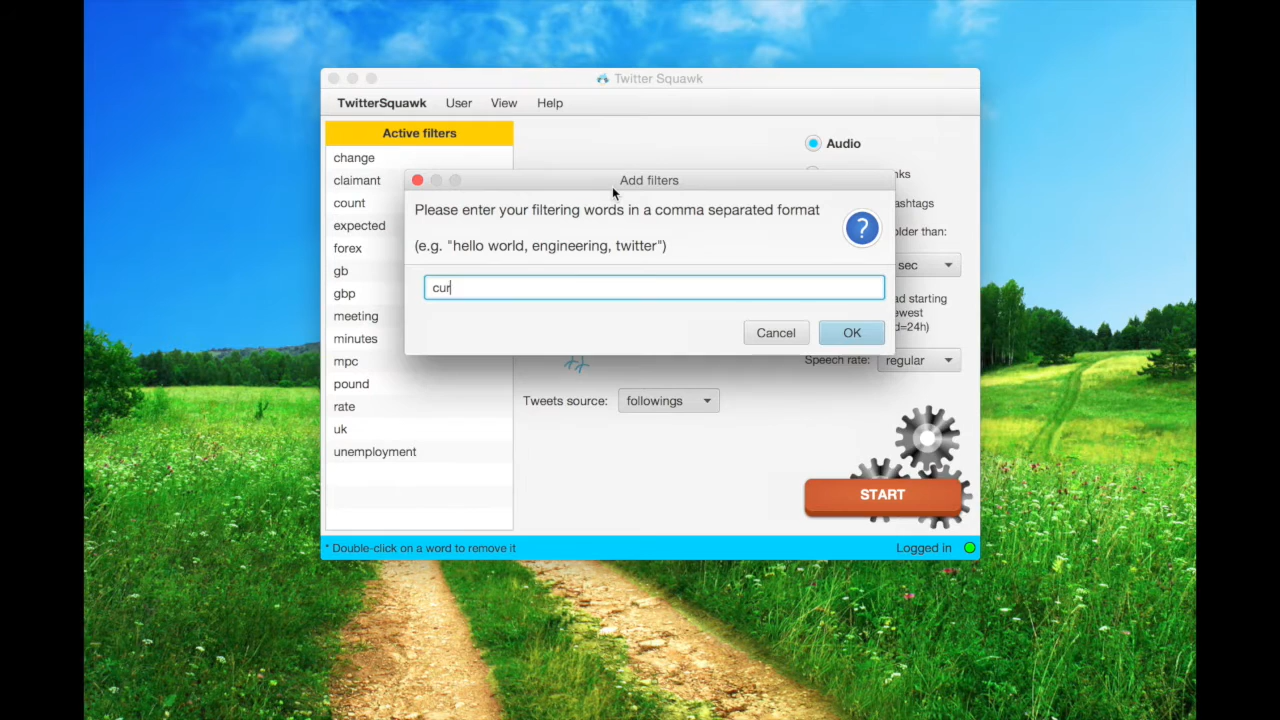 Twitter Squawk
TwitterSquawk User View Help
Active filters
change
claimant
count
expected
forex
gb
gbp
meeting
minutes
mpc
pound
rate
uk
unemployment
Add filters
Please enter your filtering words in a comma separated format
(e.g. "hello world, engineering, twitter")
?
cur
Cancel OK
Audio
nks
ashtags
older than:
sec
ad starting
ewest
d=24h)
Speech rate: regular
Tweets source: followings
START
* Double-click on a word to remove it
Logged in